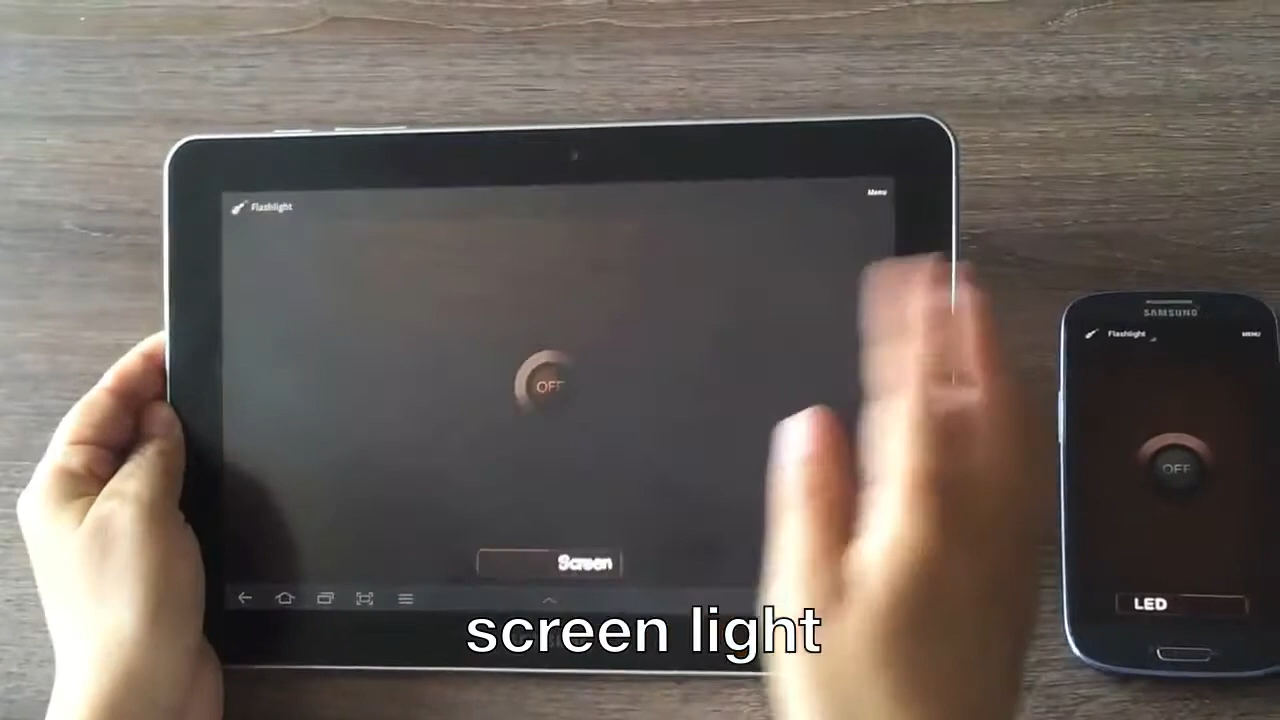 Flashlight
Menu
OFF
Screen
SAMSUNG
Flashlight
MENU
OFF
LED
screen light